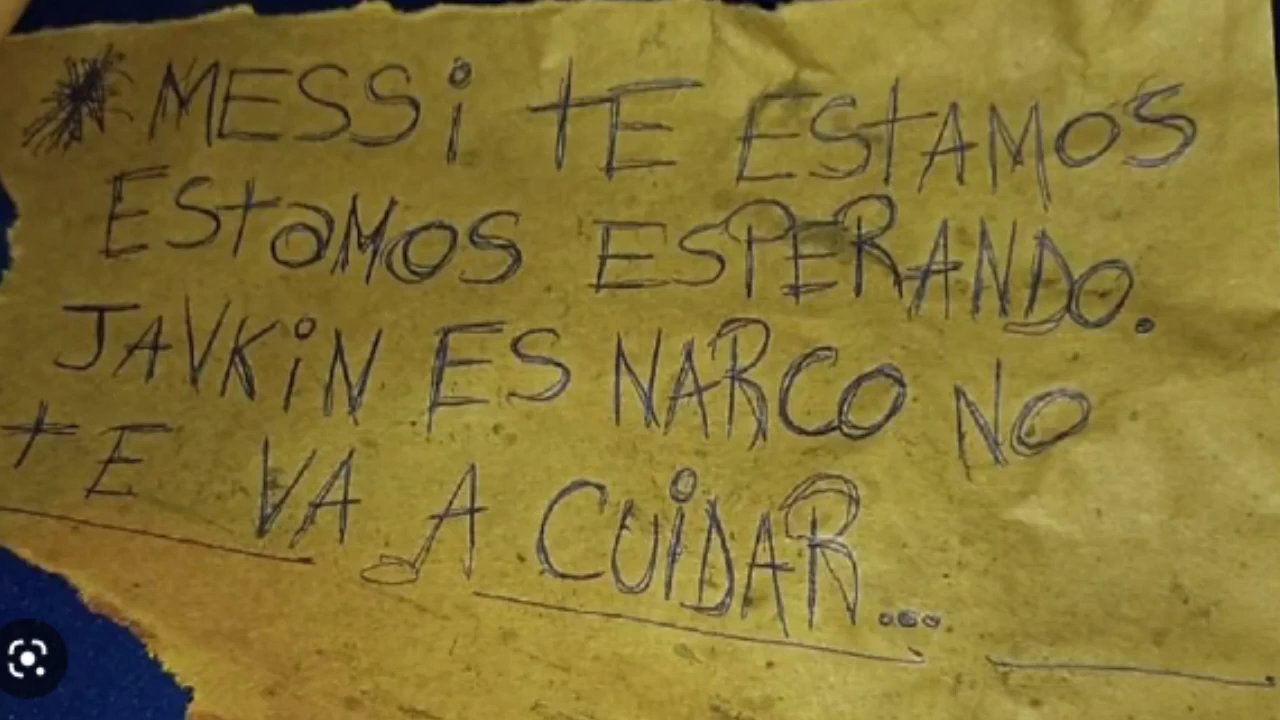 MESSi tE EStAMOS
EStaMOS ESPERANDO.
JAVKiN ES NARCO NO
tE VA A CUiDAR...